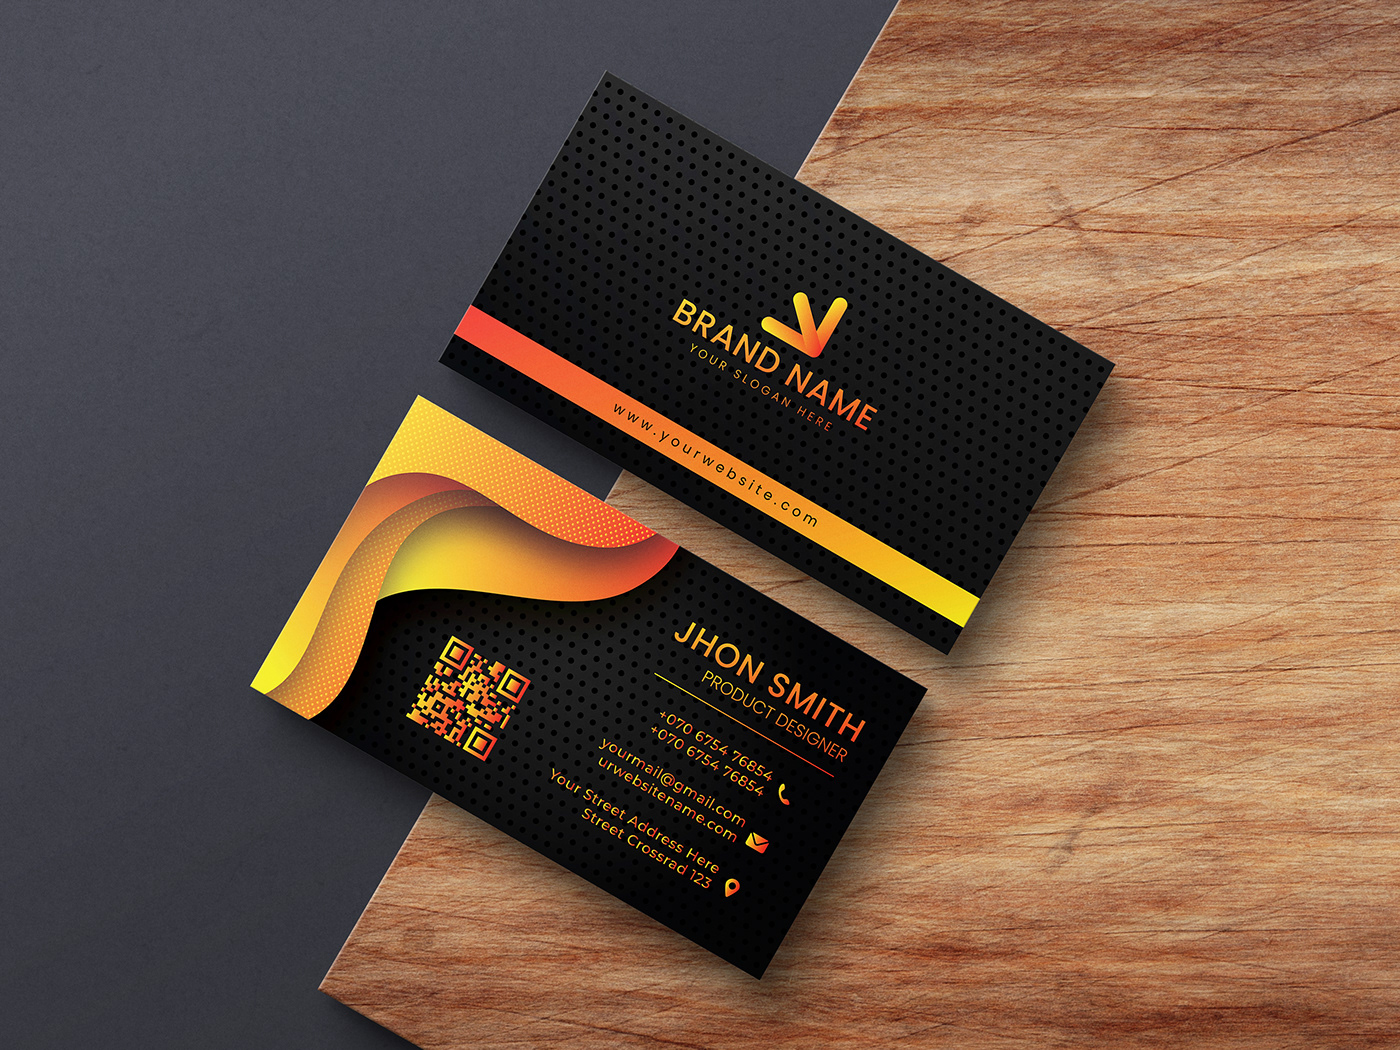 BRAND NAME
YOUR SLOGAN HERE
www.yourwebsite.com
JHON SMITH
PRODUCT DESIGNER
+070 6754 76854
+070 6754 76854
yourmail@gmail.com
urwebsitename.com
Your Street Address Here
Street Crossrad 123